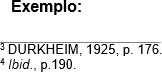 Exemplo:
³ DURKHEIM, 1925, p. 176.
⁴ Ibid., p.190.